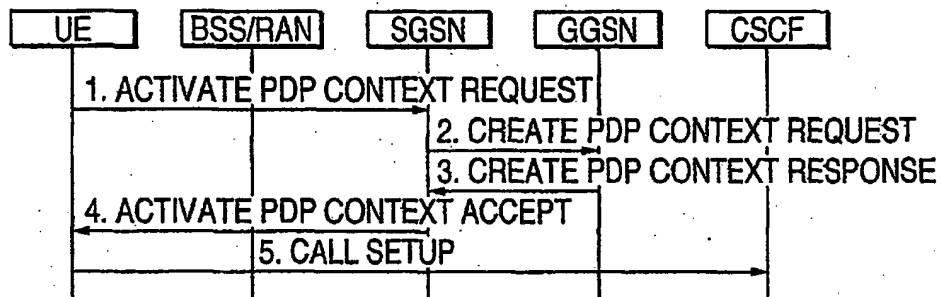 UE BSS/RAN SGSN GGSN CSCF
1. ACTIVATE PDP CONTEXT REQUEST
2. CREATE PDP CONTEXT REQUEST
3. CREATE PDP CONTEXT RESPONSE
4. ACTIVATE PDP CONTEXT ACCEPT
5. CALL SETUP